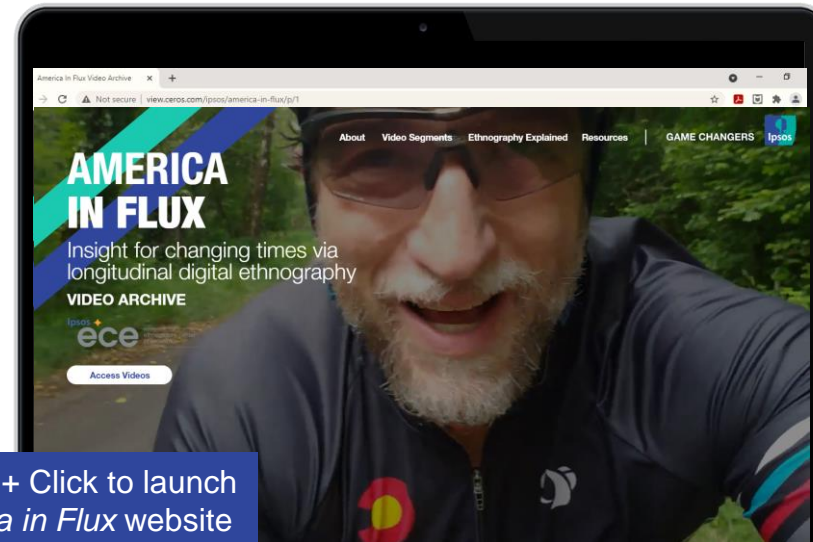 America In Flux Video Archive
Not secure | view.ceros.com/ipsos/america-in-flux/p/1
About Video Segments Ethnography Explained Resources | GAME CHANGERS Ipsos
AMERICA
IN FLUX
Insight for changing times via
longitudinal digital ethnography
VIDEO ARCHIVE
Ipsos
ece
Access Videos
+ Click to launch
a in Flux website